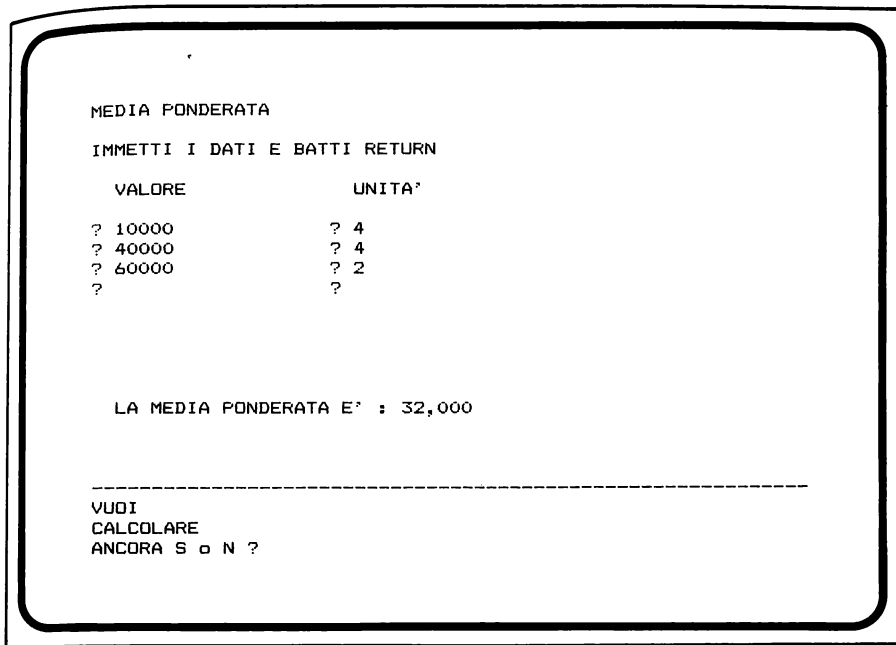 MEDIA PONDERATA
IMMETTI I DATI E BATTI RETURN
VALORE UNITA'
? 10000 ? 4
? 40000 ? 4
? 60000 ? 2
? ?
LA MEDIA PONDERATA E' : 32,000
VUOI
CALCOLARE
ANCORA S o N ?